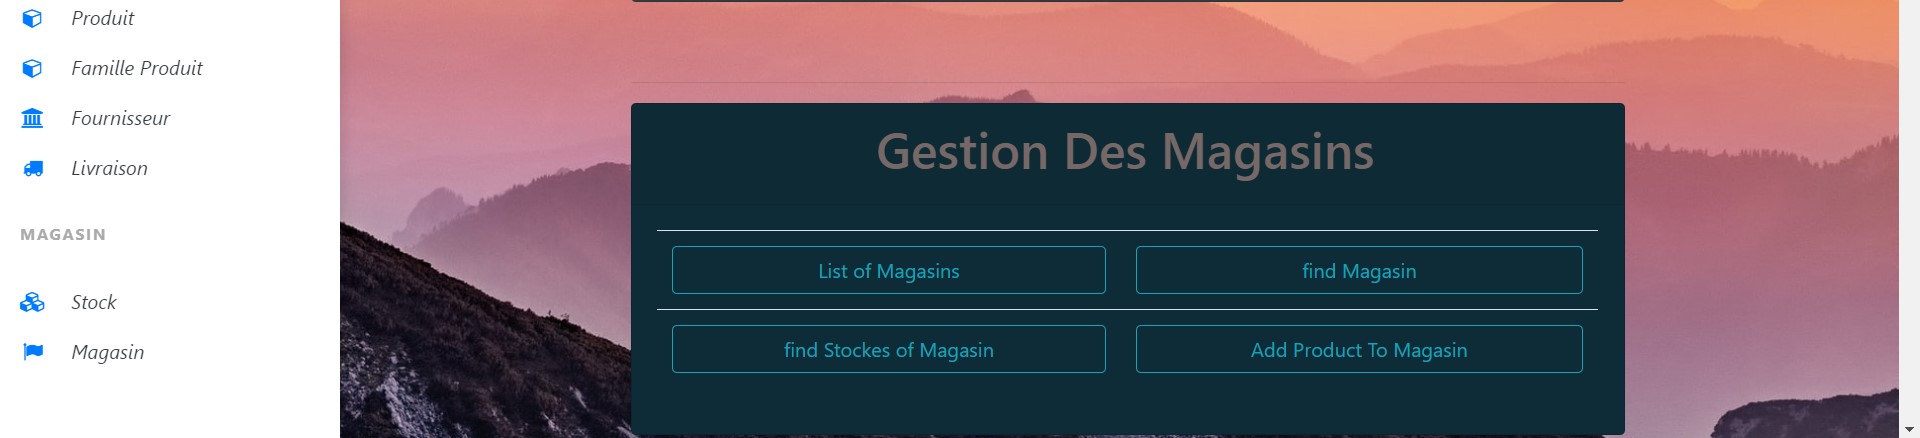 Produit
Famille Produit
Fournisseur
Livraison
MAGASIN
Stock
Magasin
Gestion Des Magasins
List of Magasins
find Magasin
find Stockes of Magasin
Add Product To Magasin